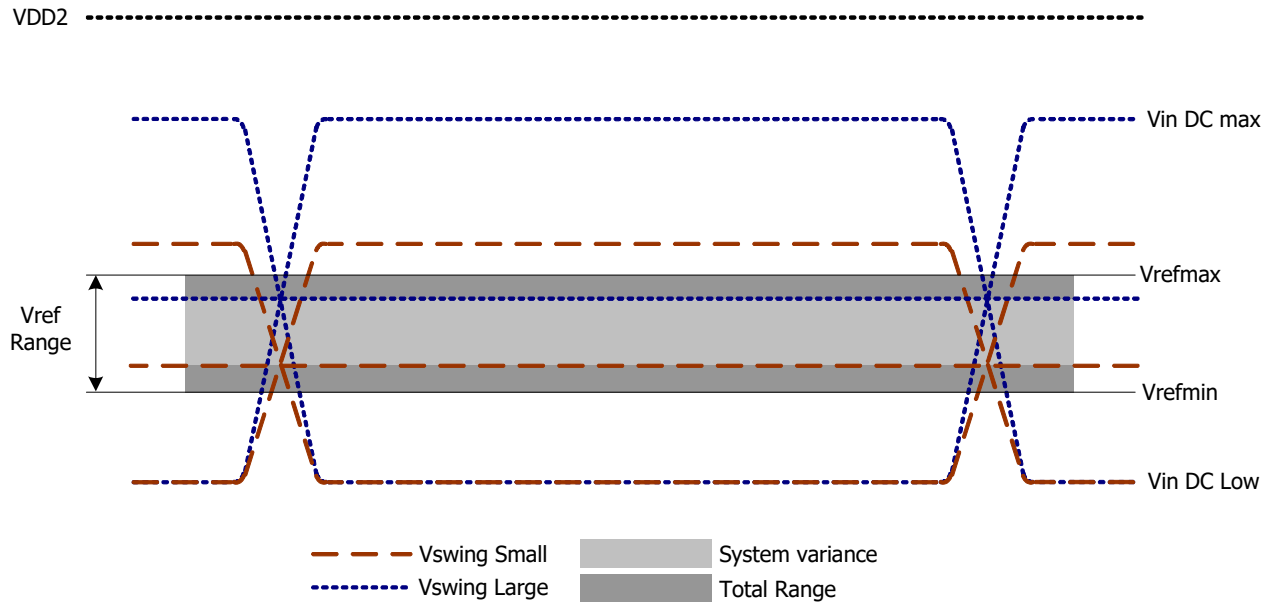 VDD2
Vin DC max
Vrefmax
Vref
Range
Vrefmin
Vin DC Low
Vswing Small
System variance
Vswing Large
Total Range